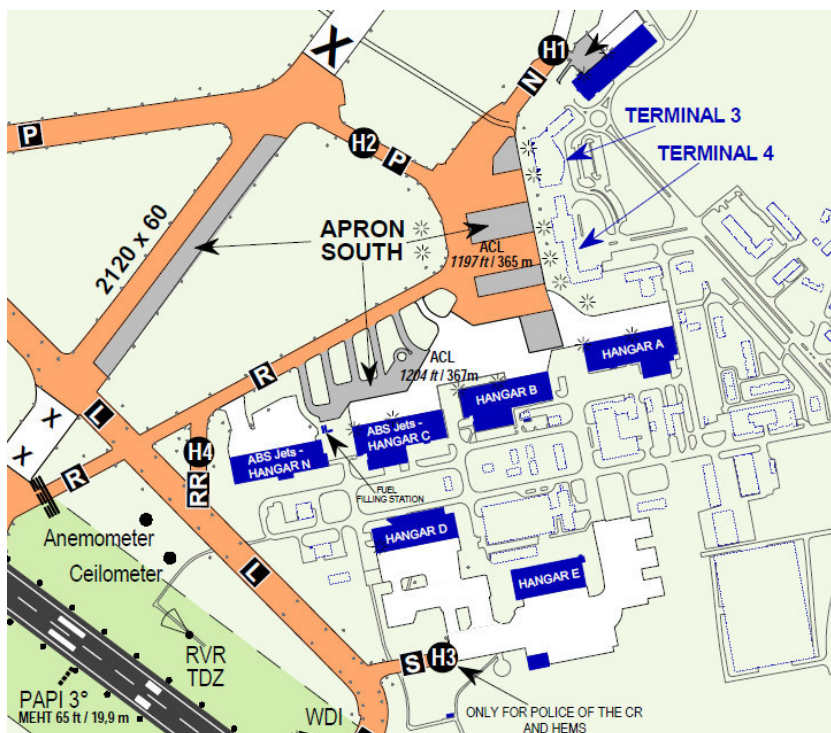 X
H1
N
TERMINAL 3
TERMINAL 4
P
H2
P
2120 x 60
APRON
SOUTH
ACL
1197 ft / 365 m
ACL
1204 ft / 367m
R
HANGAR A
HANGAR B
L
X
X
H4
ABS Jets -
HANGAR C
ABS Jets -
HANGAR N
R
RR
FUEL
FILLING STATION
Anemometer
Ceilometer
HANGAR D
L
HANGAR E
RVR
TDZ
S
H3
PAPI 3°
MEHT 65 ft / 19,9 m
WDI
ONLY FOR POLICE OF THE CR
AND HEMS